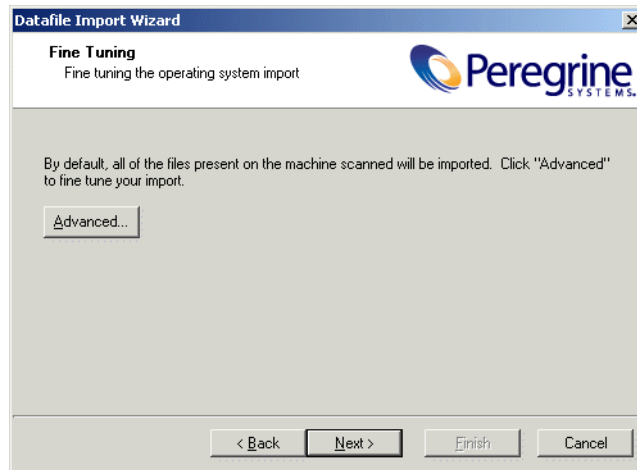 Datafile Import Wizard
Fine Tuning
Fine tuning the operating system import
Peregrine
SYSTEMS.
By default, all of the files present on the machine scanned will be imported. Click "Advanced"
to fine tune your import.
Advanced...
< Back
Next >
Finish
Cancel